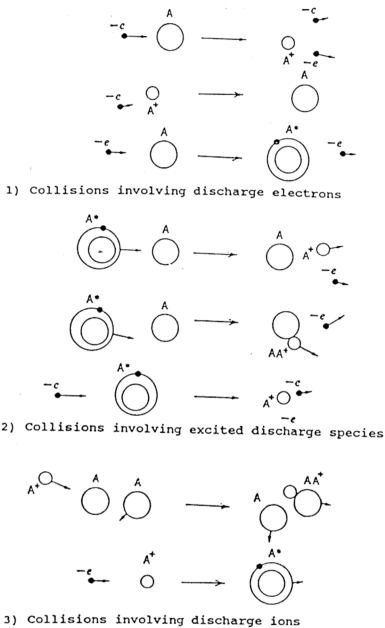 -c A -c
A⁺ -e
-c A⁺ A
-e A A* -e
1) Collisions involving discharge electrons
A* A A A⁺
-e
A* A -e
AA⁺
-c A* A⁺ -c
-e
2) Collisions involving excited discharge species
A⁺ A A A AA⁺
-e A⁺ A*
3) Collisions involving discharge ions